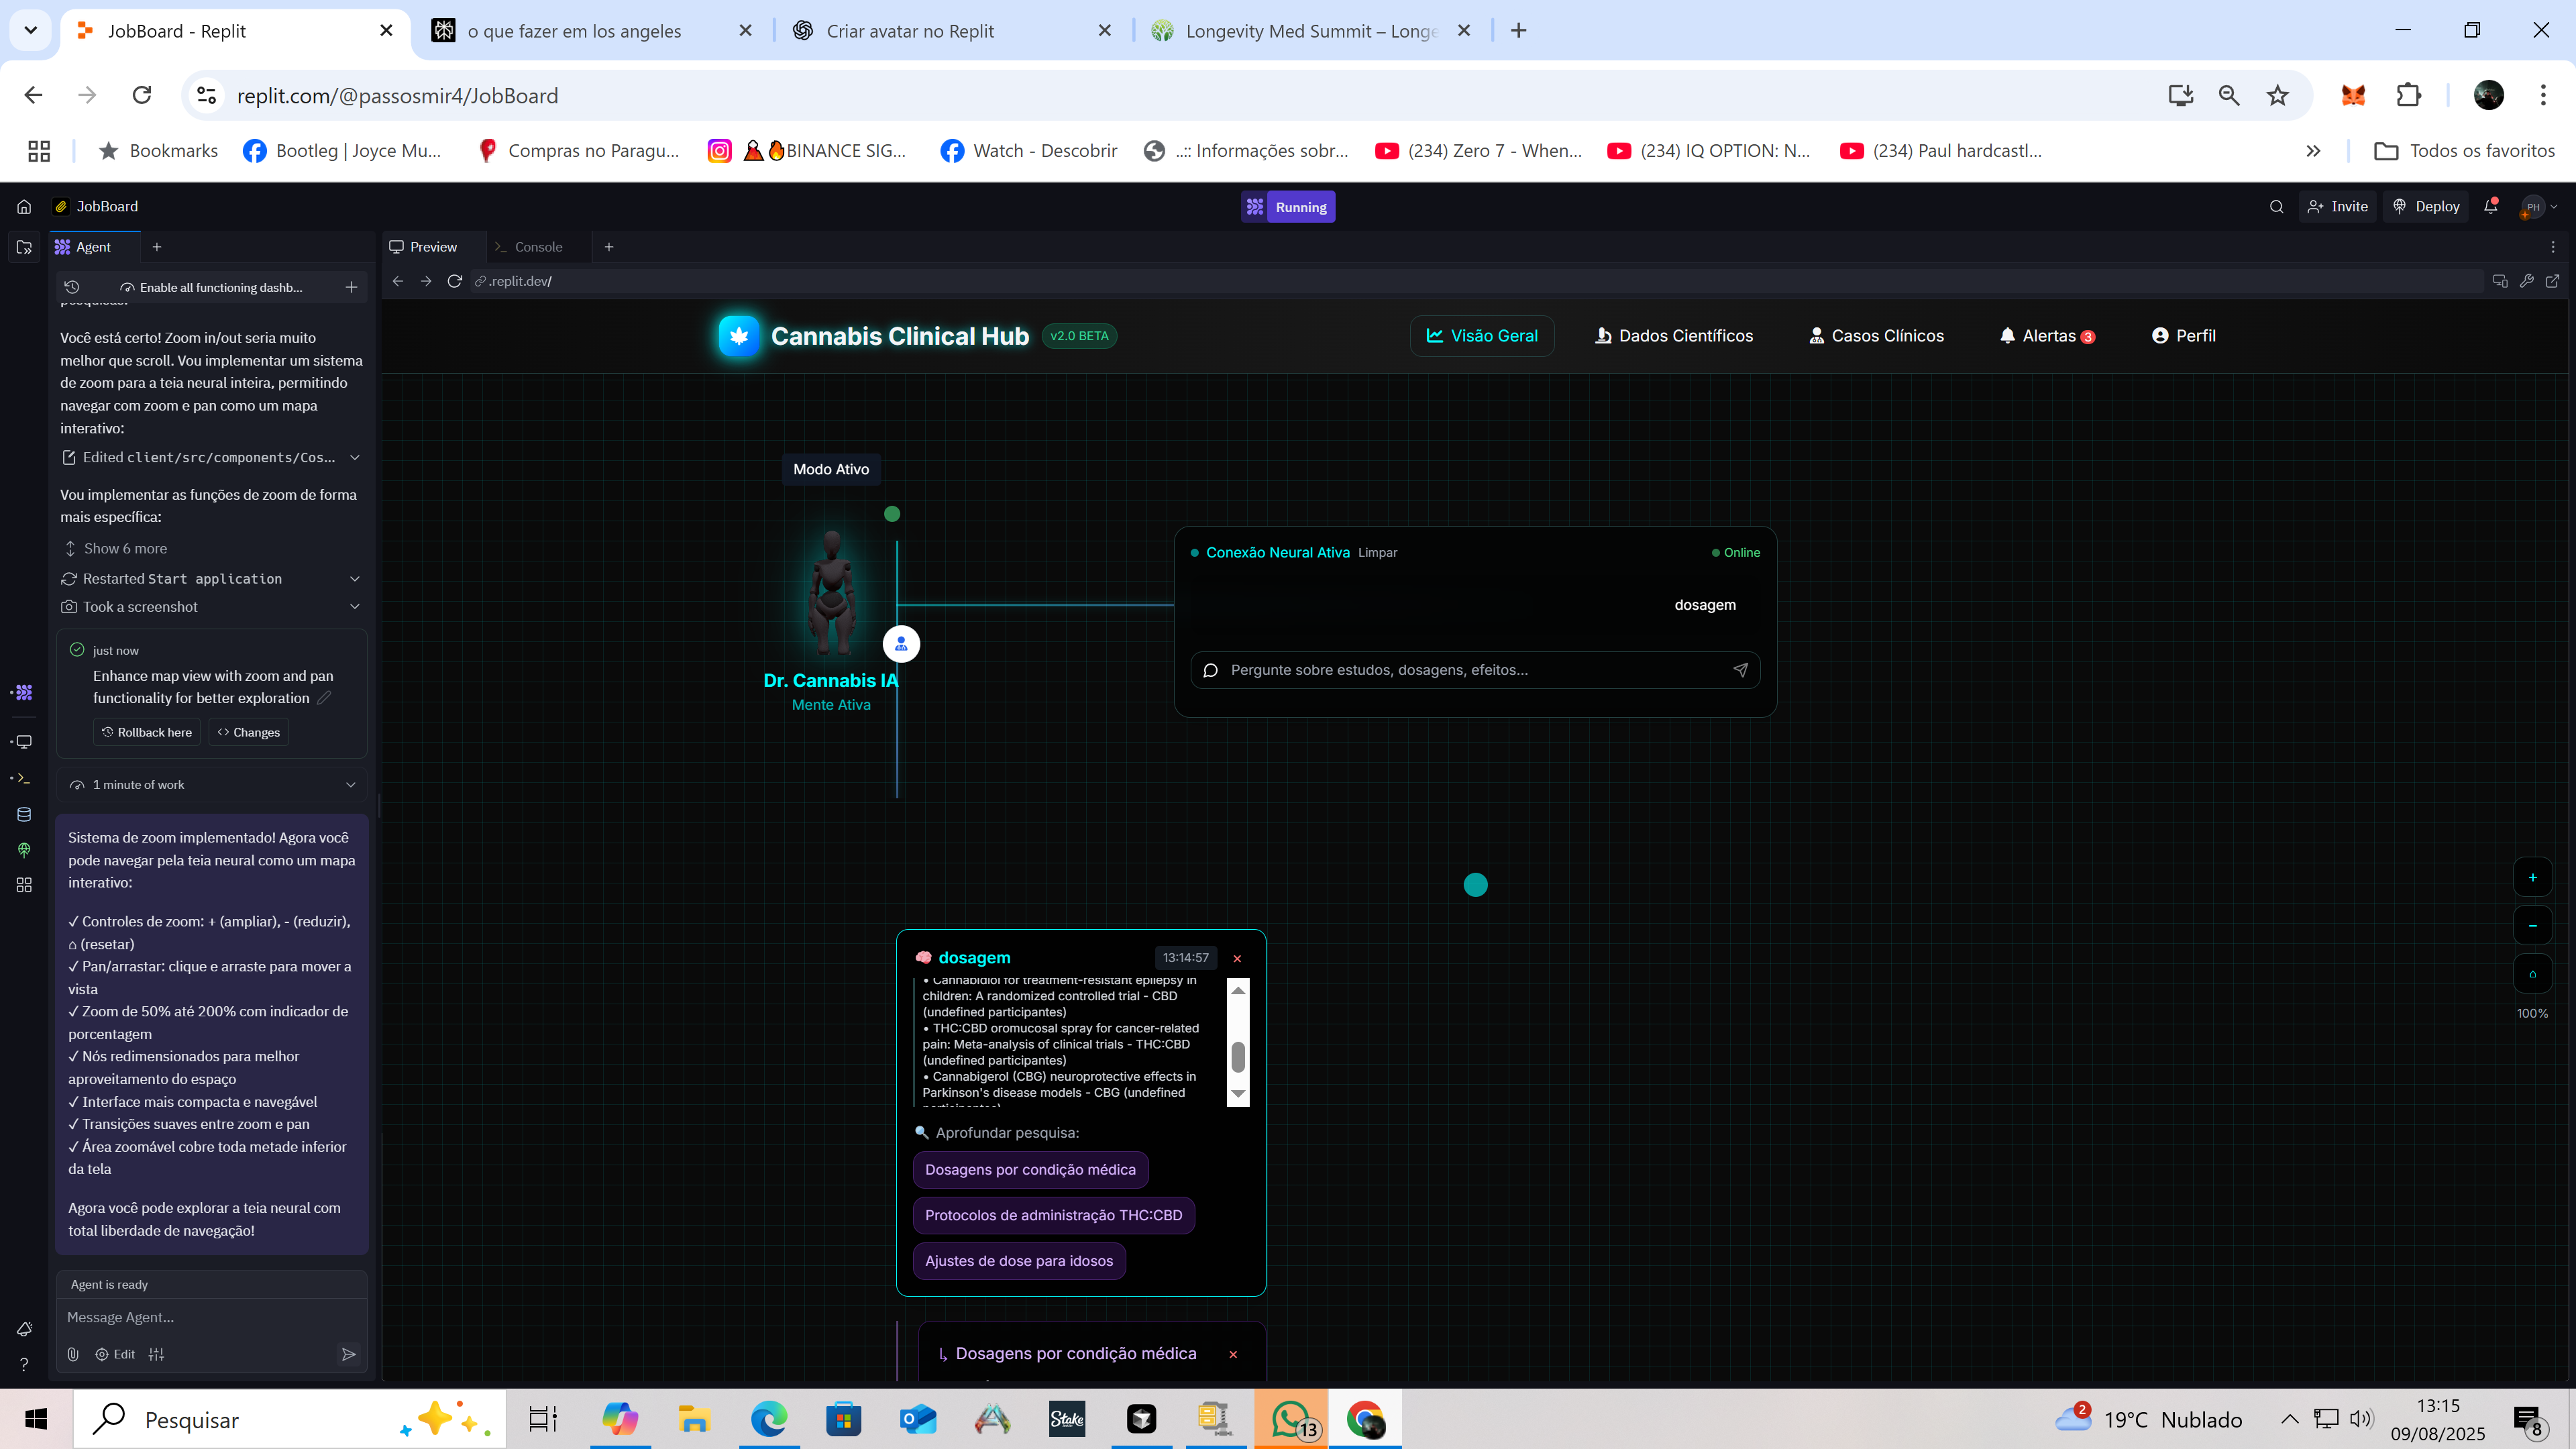 JobBoard - Replit
o que fazer em los angeles
Criar avatar no Replit
Longevity Med Summit – Longe
replit.com/@passosmir4/JobBoard
Bookmarks
Bootleg | Joyce Mu...
Compras no Paragu...
BINANCE SIG...
Watch - Descobrir
..:: Informações sobr...
(234) Zero 7 - When...
(234) IQ OPTION: N...
(234) Paul hardcastl...
Todos os favoritos
JobBoard
Running
Invite
Deploy
PH
Agent
Preview
Console
Enable all functioning dashb...
.replit.dev/
Você está certo! Zoom in/out seria muito
melhor que scroll. Vou implementar um sistema
de zoom para a teia neural inteira, permitindo
navegar com zoom e pan como um mapa
interativo:
Edited client/src/components/Cos...
Vou implementar as funções de zoom de forma
mais específica:
Show 6 more
Restarted Start application
Took a screenshot
just now
Enhance map view with zoom and pan
functionality for better exploration
Rollback here
Changes
1 minute of work
Sistema de zoom implementado! Agora você
pode navegar pela teia neural como um mapa
interativo:
✓ Controles de zoom: + (ampliar), - (reduzir),
⌂ (resetar)
✓ Pan/arrastar: clique e arraste para mover a
vista
✓ Zoom de 50% até 200% com indicador de
porcentagem
✓ Nós redimensionados para melhor
aproveitamento do espaço
✓ Interface mais compacta e navegável
✓ Transições suaves entre zoom e pan
✓ Área zoomável cobre toda metade inferior
da tela
Agora você pode explorar a teia neural com
total liberdade de navegação!
Agent is ready
Message Agent...
Edit
Cannabis Clinical Hub
v2.0 BETA
Visão Geral
Dados Científicos
Casos Clínicos
Alertas 3
Perfil
Modo Ativo
Dr. Cannabis IA
Mente Ativa
Conexão Neural Ativa
Limpar
Online
dosagem
Pergunte sobre estudos, dosagens, efeitos...
+
−
⌂
100%
dosagem
13:14:57
×
• Cannabidiol for treatment-resistant epilepsy in
children: A randomized controlled trial - CBD
(undefined participantes)
• THC:CBD oromucosal spray for cancer-related
pain: Meta-analysis of clinical trials - THC:CBD
(undefined participantes)
• Cannabigerol (CBG) neuroprotective effects in
Parkinson's disease models - CBG (undefined
Aprofundar pesquisa:
Dosagens por condição médica
Protocolos de administração THC:CBD
Ajustes de dose para idosos
↳ Dosagens por condição médica
×
Pesquisar
Stake
13
2
19°C Nublado
13:15
09/08/2025
8